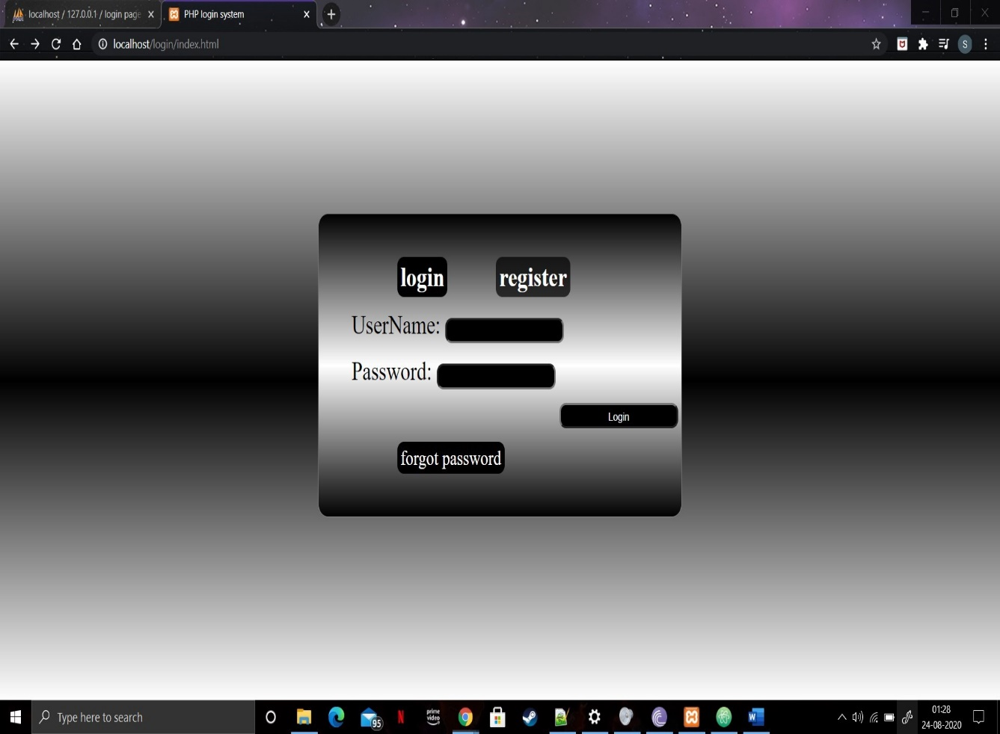 localhost / 127.0.0.1 / login page
PHP login system
localhost/login/index.html
S
login register
UserName:
Password:
Login
forgot password
Type here to search
95
prime video
01:28
24-08-2020